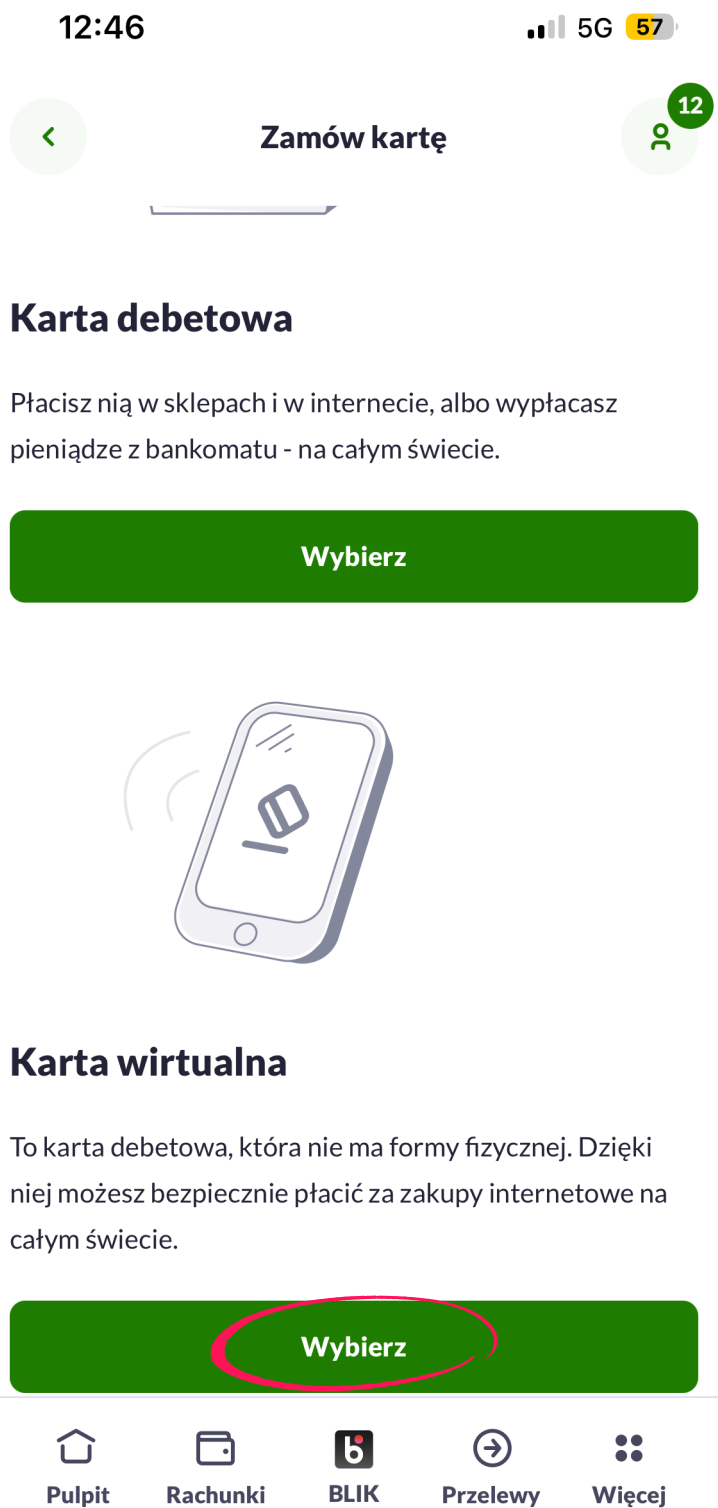 12:46
5G
57
12
Zamów kartę
Karta debetowa
Płacisz nią w sklepach i w internecie, albo wypłacasz
pieniądze z bankomatu - na całym świecie.
Wybierz
Karta wirtualna
To karta debetowa, która nie ma formy fizycznej. Dzięki
niej możesz bezpiecznie płacić za zakupy internetowe na
całym świecie.
Wybierz
b
Pulpit
Rachunki
BLIK
Przelewy
Więcej